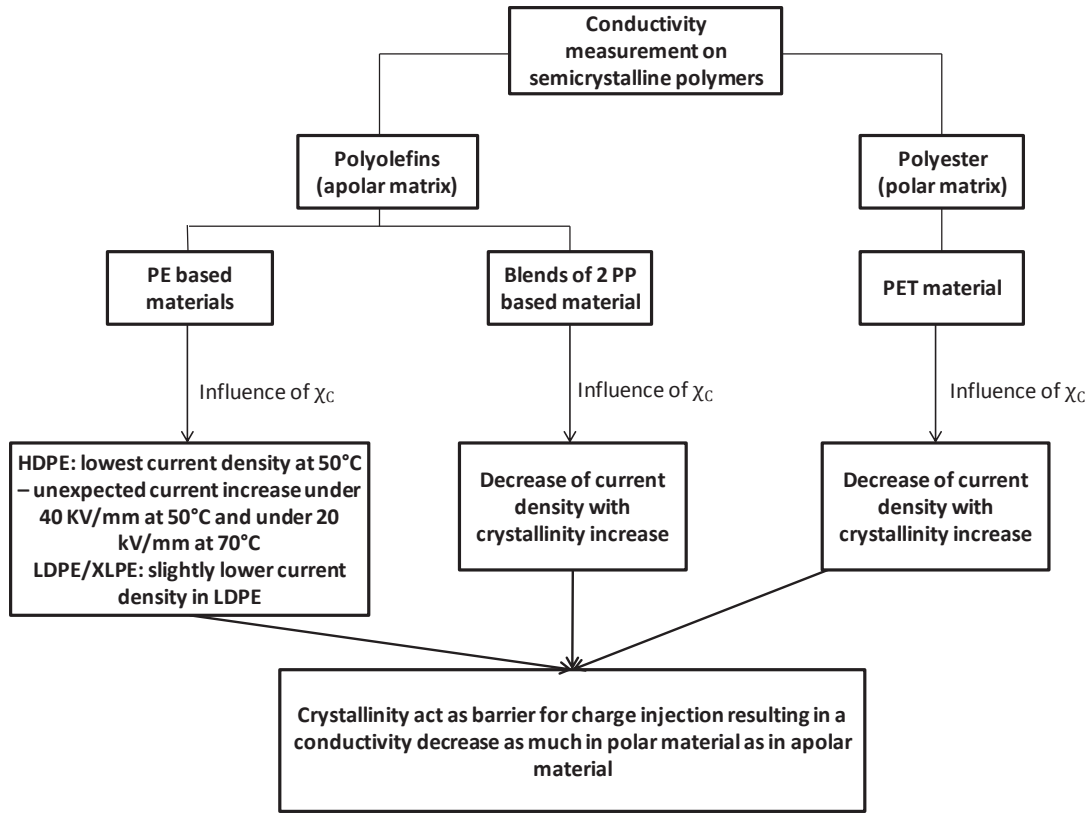 Conductivity
measurement on
semicrystalline polymers
Polyolefins
(apolar matrix)
Polyester
(polar matrix)
PE based
materials
Blends of 2 PP
based material
PET material
Influence of χC
Influence of χC
Influence of χC
HDPE: lowest current density at 50°C
– unexpected current increase under
40 KV/mm at 50°C and under 20
kV/mm at 70°C
LDPE/XLPE: slightly lower current
density in LDPE
Decrease of current
density with
crystallinity increase
Decrease of current
density with
crystallinity increase
Crystallinity act as barrier for charge injection resulting in a
conductivity decrease as much in polar material as in apolar
material